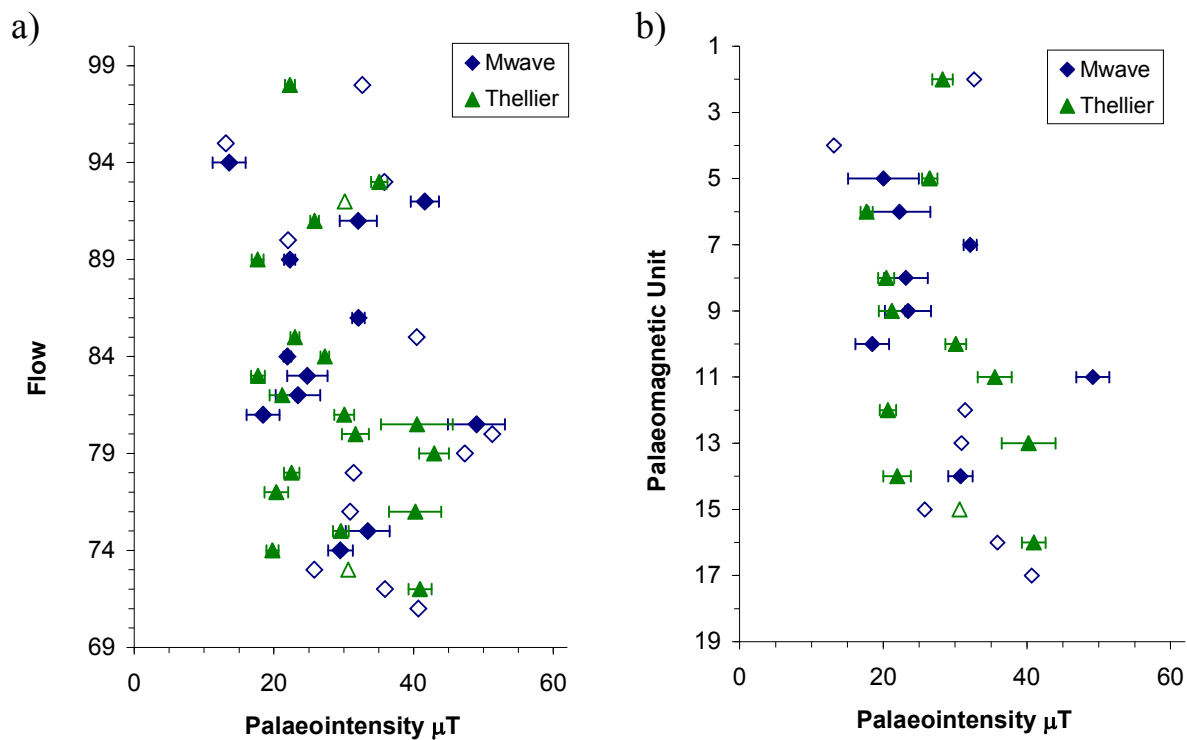 a)
Mwave
Thellier
99
94
89
84
79
74
69
Flow
0 20 40 60
Palaeointensity µT
b)
Mwave
Thellier
1
3
5
7
9
11
13
15
17
19
Palaeomagnetic Unit
0 20 40 60
Palaeointensity µT